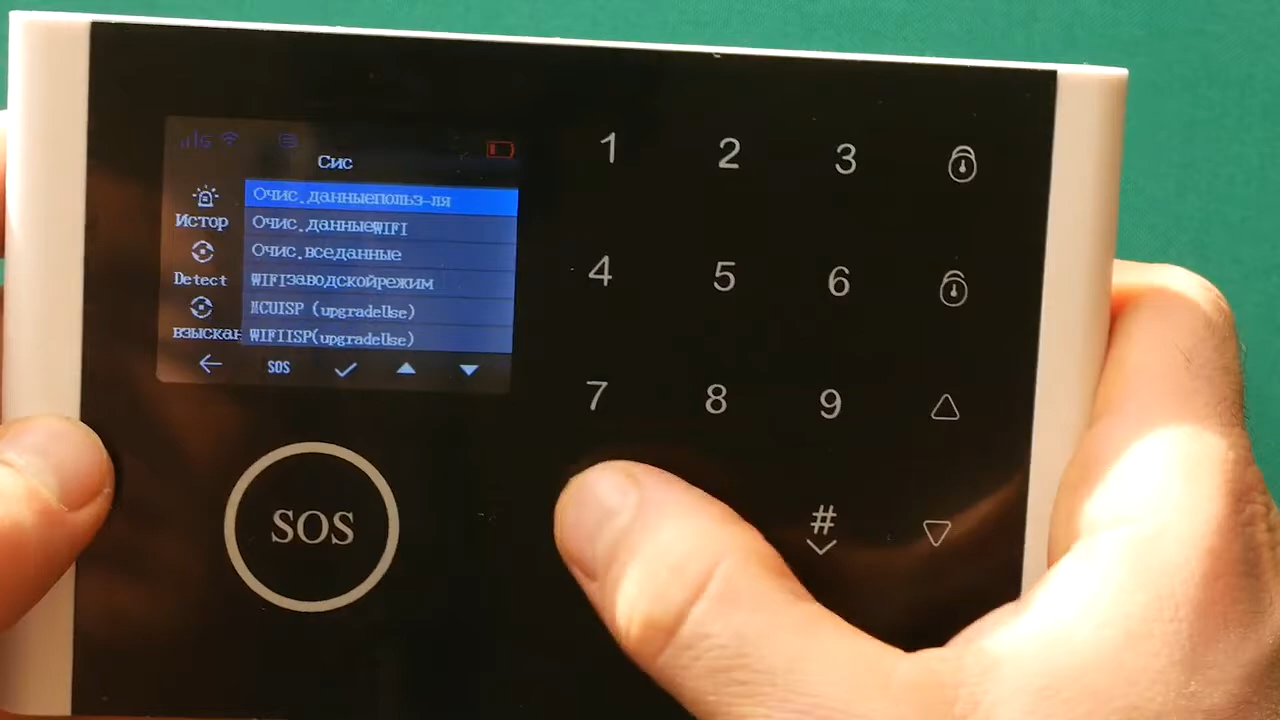 G
Сис
Истор
Detect
взыскан
Очис.данныепольз-ля
Очис.данныеWIFI
Очис.вседанные
WIFIзаводскойрежим
MCUISP (upgradeUse)
WIFIISP(upgradeUse)
SOS
SOS
1 2 3
4 5 6
7 8 9
#